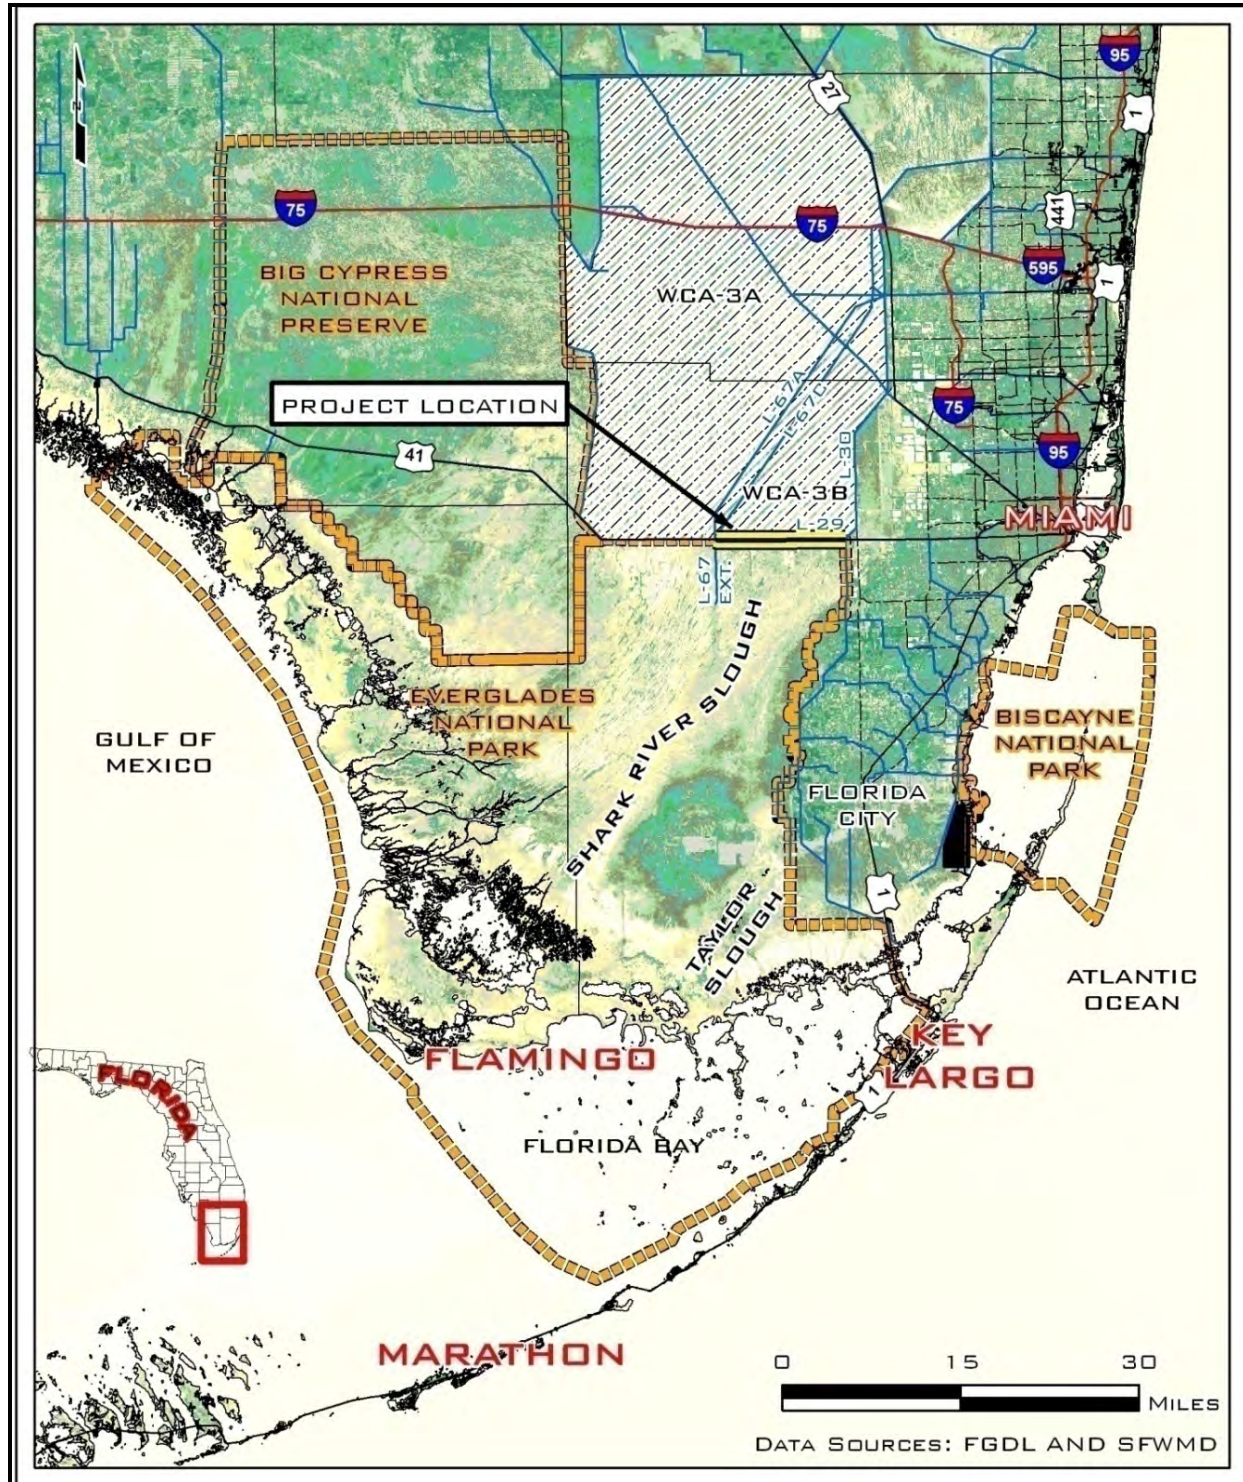 95
27
1
75
75
441
595
1
BIG CYPRESS
NATIONAL
PRESERVE
WCA-3A
PROJECT LOCATION
L-67A
L-67C
75
95
41
L-30
WCA-3B
L-29
MIAMI
L-67
EXT.
SHARK RIVER SLOUGH
EVERGLADES
NATIONAL
PARK
GULF OF
MEXICO
BISCAYNE
NATIONAL
PARK
FLORIDA
CITY
1
TAYLOR
SLOUGH
ATLANTIC
OCEAN
FLAMINGO
KEY
LARGO
1
FLORIDA
FLORIDA BAY
MARATHON
0 15 30
MILES
DATA SOURCES: FGDL AND SFWMD